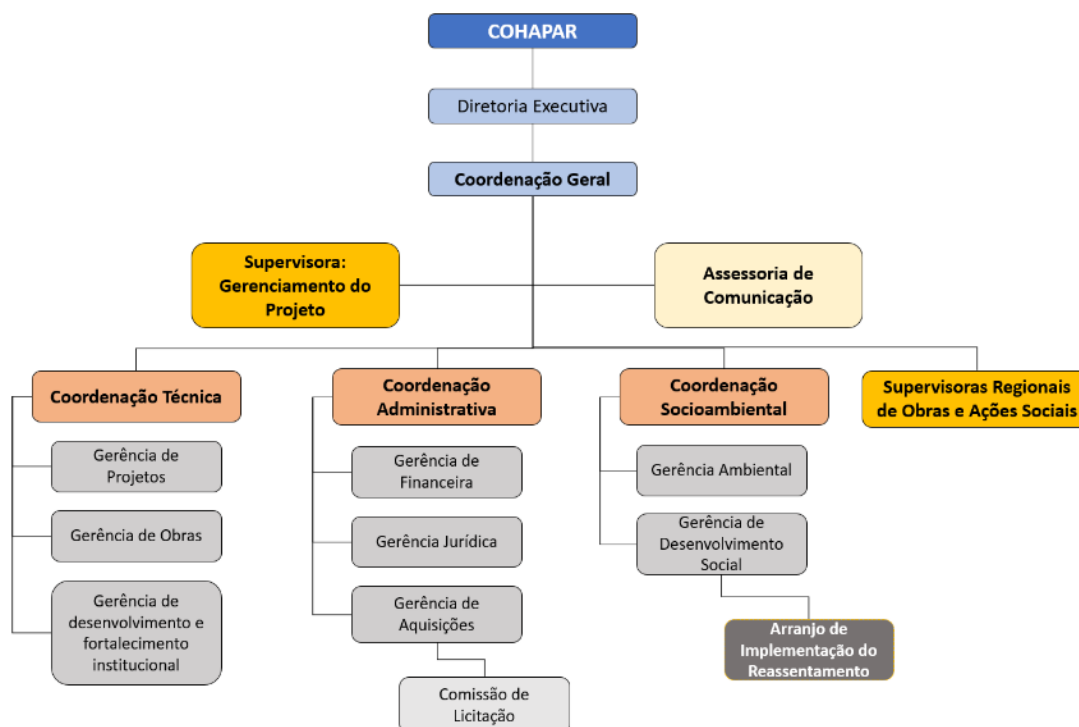 COHAPAR
Diretoria Executiva
Coordenação Geral
Supervisora:
Gerenciamento do
Projeto
Assessoria de
Comunicação
Coordenação Técnica
Coordenação
Administrativa
Coordenação
Socioambiental
Supervisoras Regionais
de Obras e Ações Sociais
Gerência de
Projetos
Gerência de
Financeira
Gerência Ambiental
Gerência de Obras
Gerência Jurídica
Gerência de
Desenvolvimento
Social
Gerência de
desenvolvimento e
fortalecimento
institucional
Gerência de
Aquisições
Arranjo de
Implementação do
Reassentamento
Comissão de
Licitação